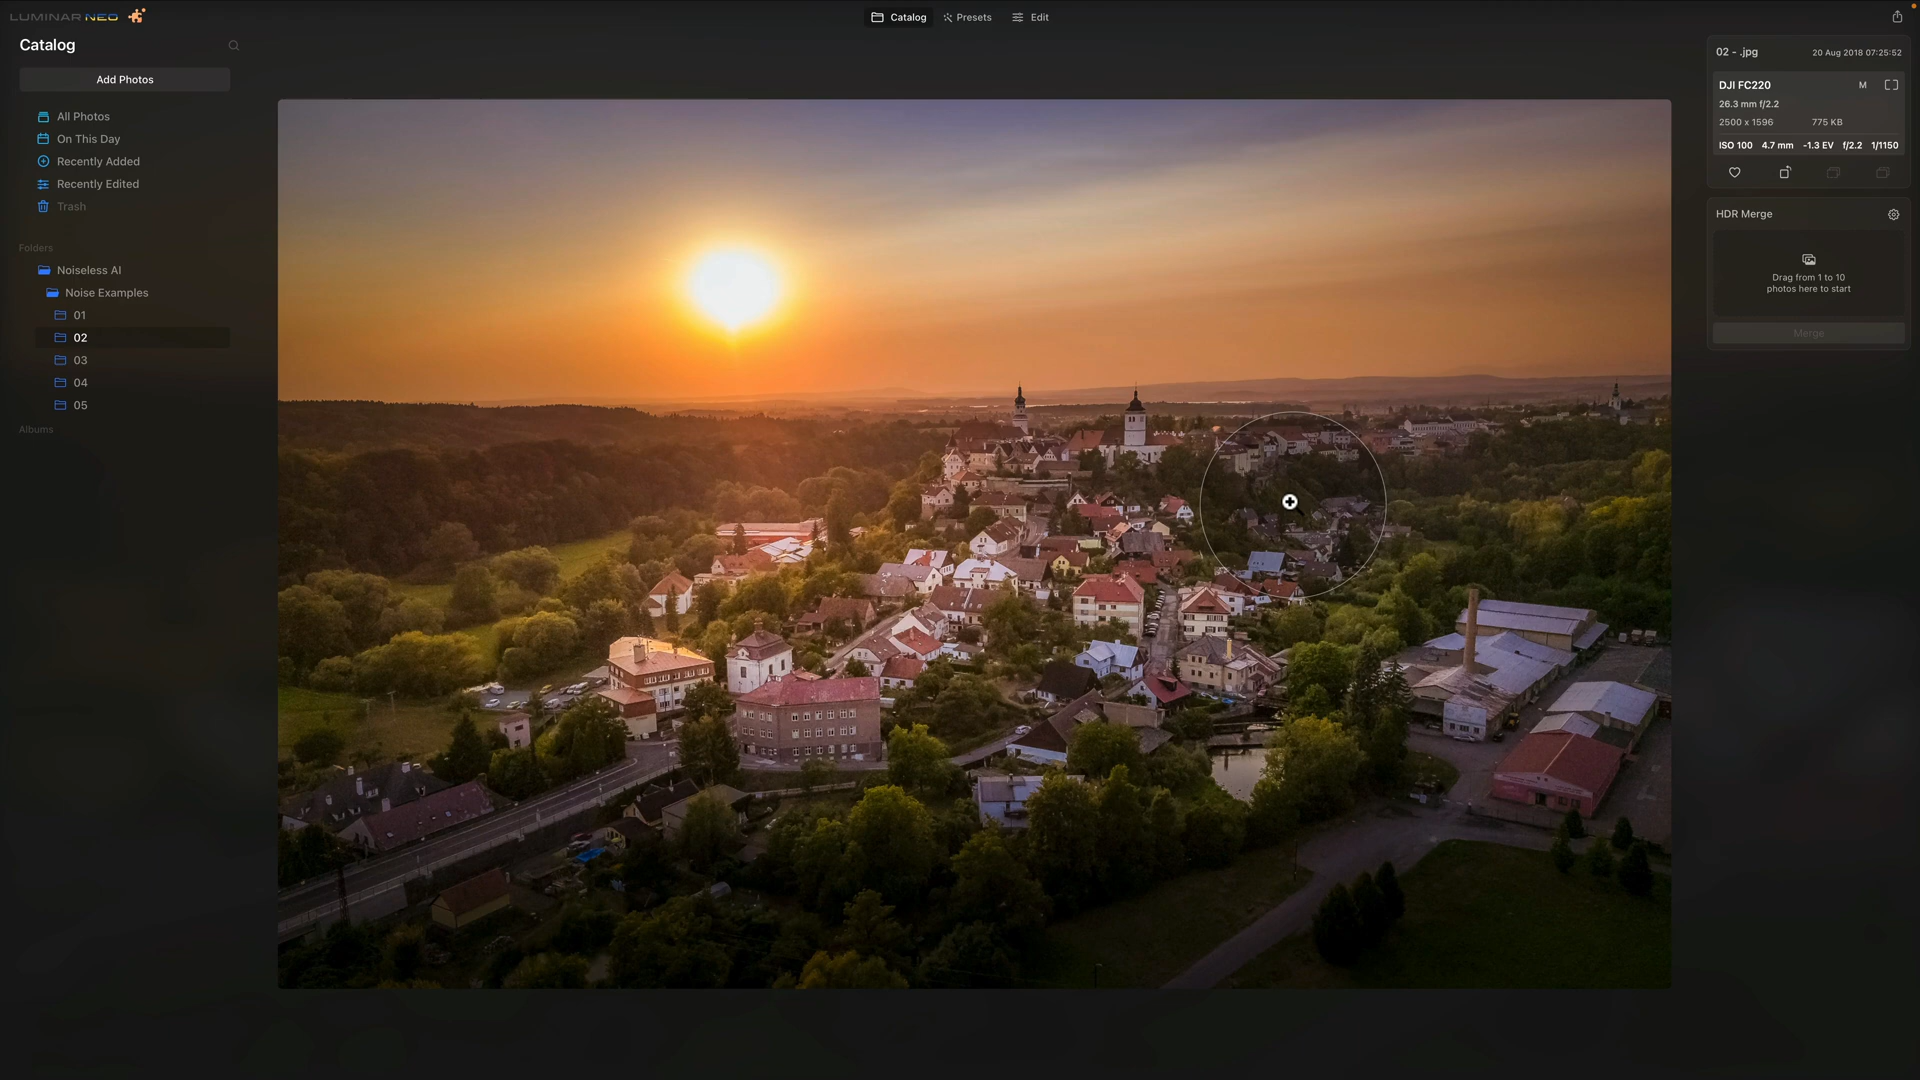 LUMINAR NEO
Catalog
Presets
Edit
Catalog
Add Photos
All Photos
On This Day
Recently Added
Recently Edited
Trash
Folders
Noiseless AI
Noise Examples
01
02
03
04
05
Albums
02 - .jpg 20 Aug 2018 07:25:52
DJI FC220 M
26.3 mm f/2.2
2500 x 1596 775 KB
ISO 100 4.7 mm -1.3 EV f/2.2 1/1150
HDR Merge
Drag from 1 to 10
photos here to start
Merge